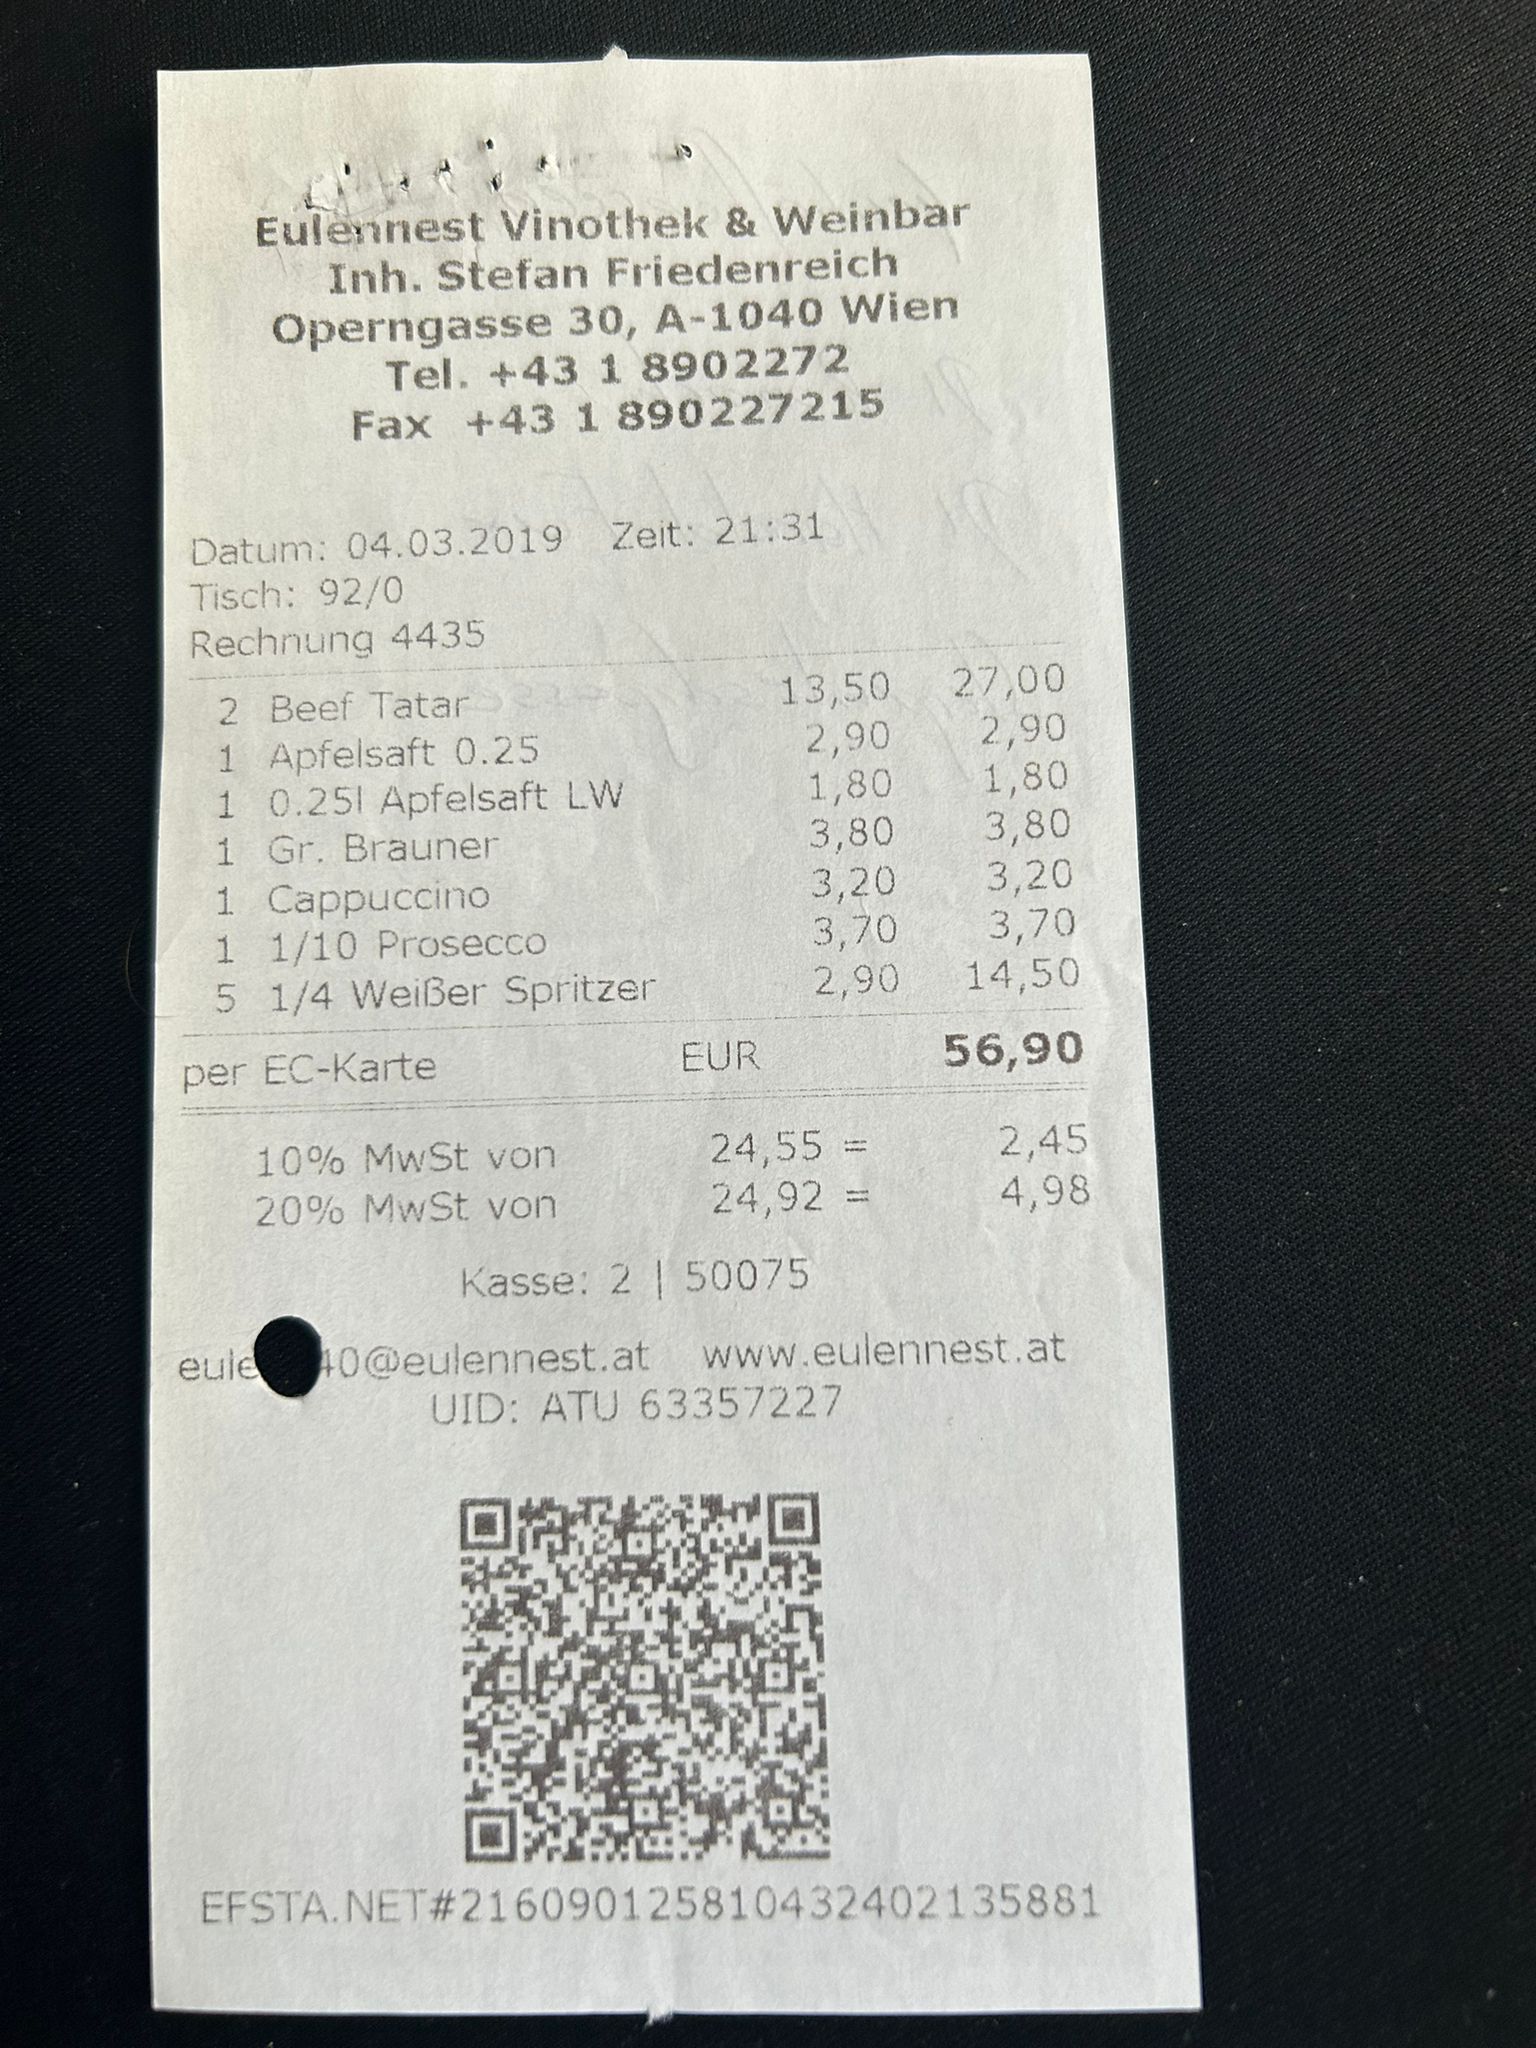 Eulennest Vinothek & Weinbar
Inh. Stefan Friedenreich
Operngasse 30, A-1040 Wien
Tel. +43 1 8902272
Fax +43 1 890227215
Datum: 04.03.2019 Zeit: 21:31
Tisch: 92/0
Rechnung 4435
2 Beef Tatar 13,50 27,00
1 Apfelsaft 0.25 2,90 2,90
1 0.25l Apfelsaft LW 1,80 1,80
1 Gr. Brauner 3,80 3,80
1 Cappuccino 3,20 3,20
1 1/10 Prosecco 3,70 3,70
5 1/4 Weißer Spritzer 2,90 14,50
per EC-Karte EUR 56,90
10% MwSt von 24,55 = 2,45
20% MwSt von 24,92 = 4,98
Kasse: 2 | 50075
40@eulennest.at www.eulennest.at
UID: ATU 63357227
EFSTA.NET#21609012581043240213588​1